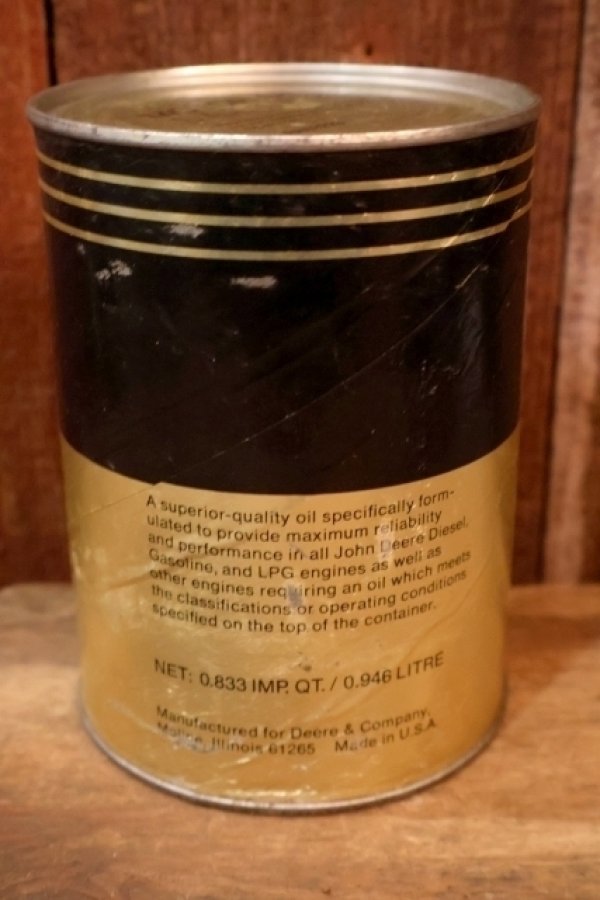 A superior-quality oil specifically form-
ulated to provide maximum reliability
and performance in all John Deere Diesel,
Gasoline, and LPG engines as well as
other engines requiring an oil which meets
the classifications or operating conditions
specified on the top of the container.
NET: 0.833 IMP. QT. / 0.946 LITRE
Manufactured for Deere & Company,
Moline, Illinois 61265 Made in U.S.A.